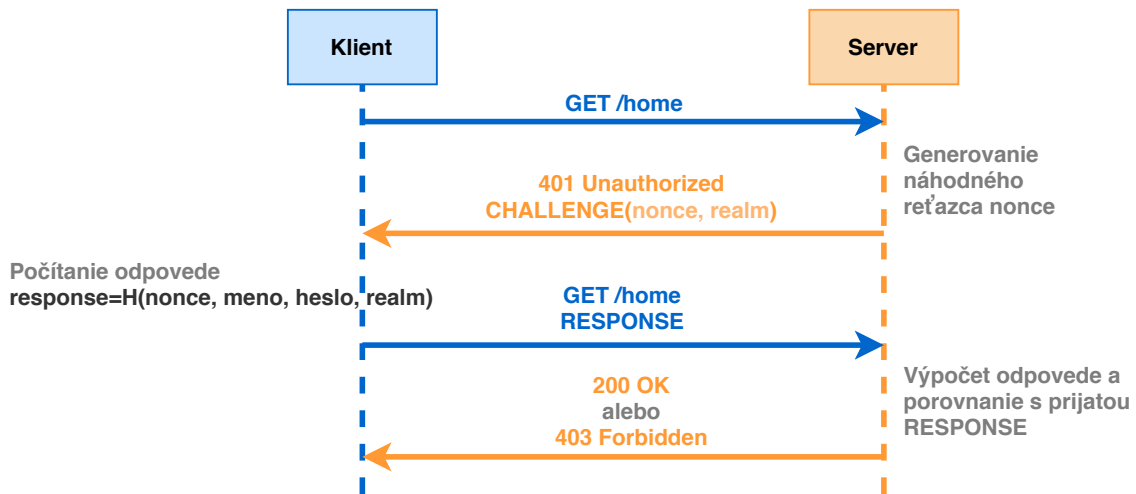 Klient
Server
GET /home
Generovanie
náhodného
reťazca nonce
401 Unauthorized
CHALLENGE(nonce, realm)
Počítanie odpovede
response=H(nonce, meno, heslo, realm)
GET /home
RESPONSE
Výpočet odpovede a
porovnanie s prijatou
RESPONSE
200 OK
alebo
403 Forbidden